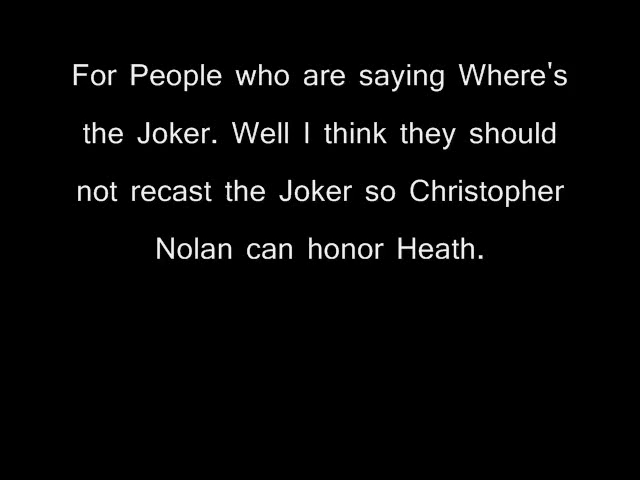 For People who are saying Where's
the Joker. Well I think they should
not recast the Joker so Christopher
Nolan can honor Heath.